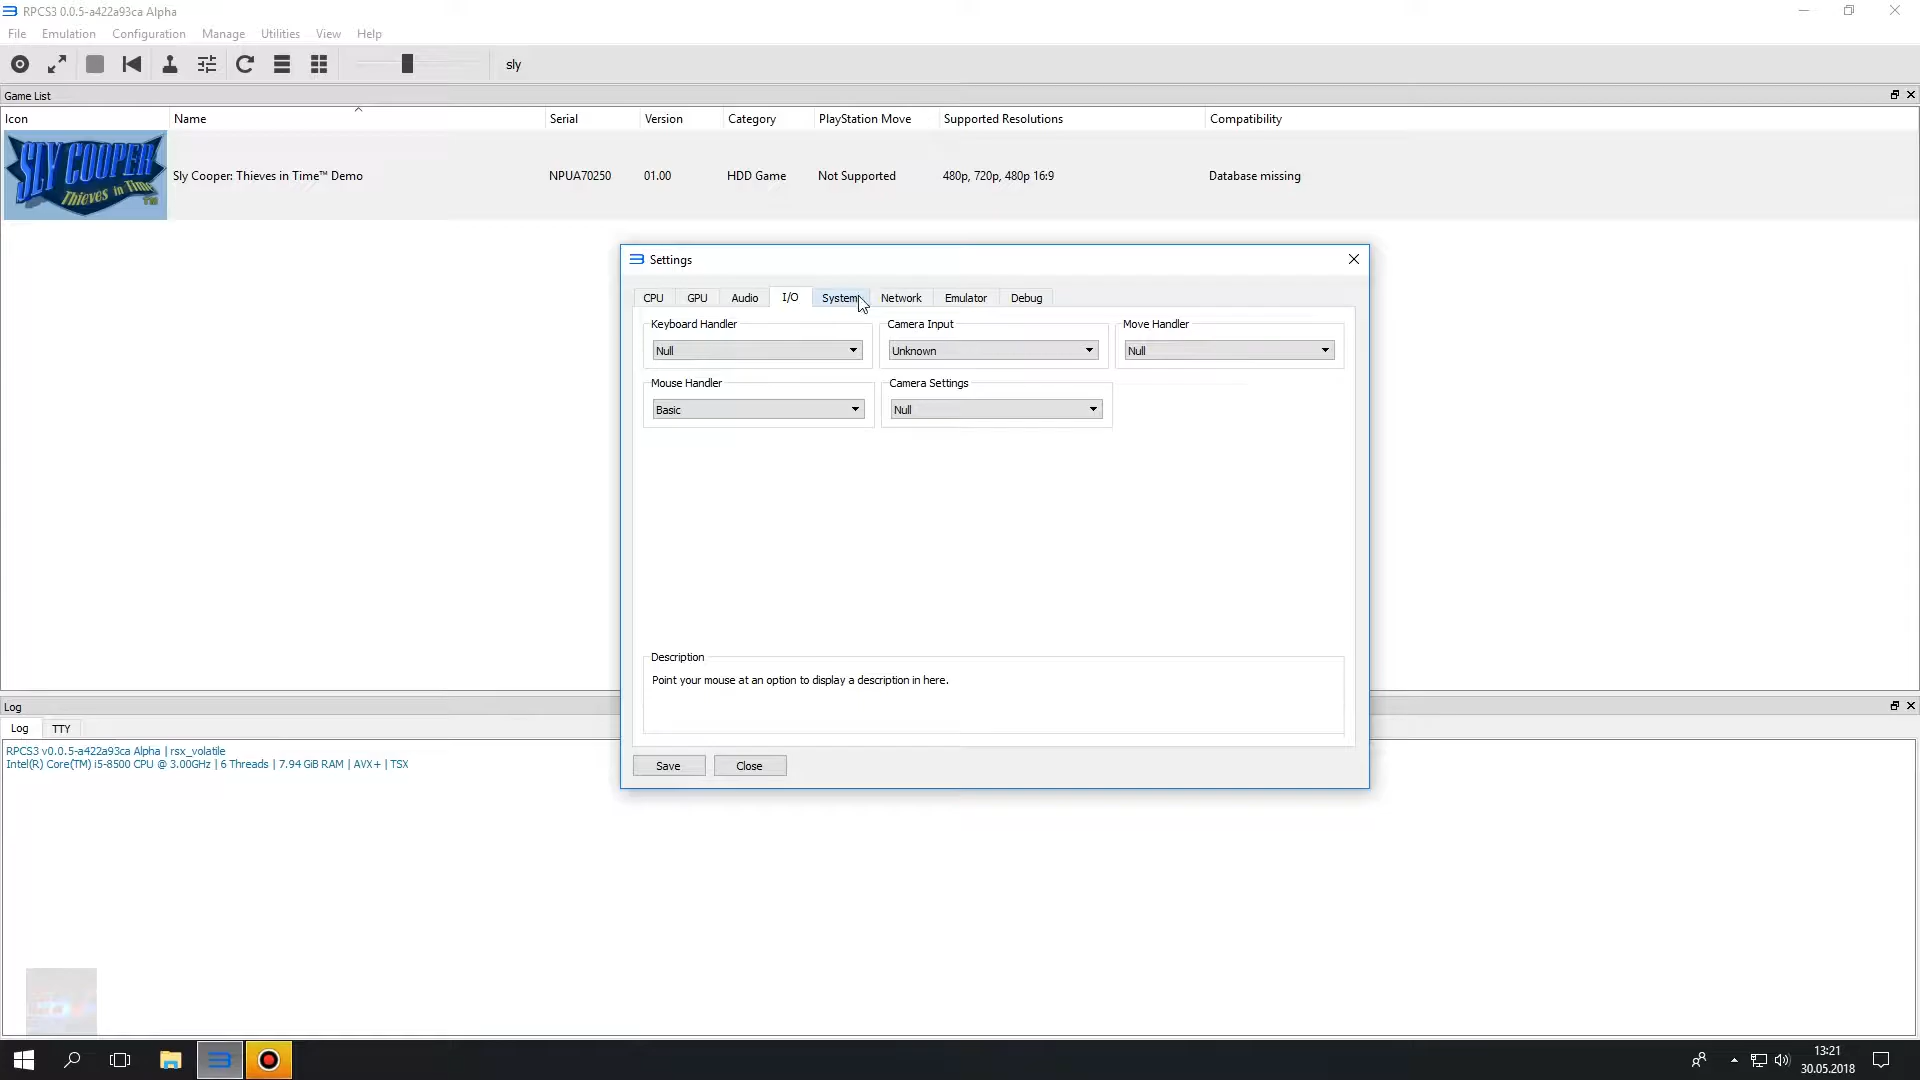 RPCS3 0.0.5-a422a93ca Alpha
File Emulation Configuration Manage Utilities View Help
sly
Game List
Icon Name Serial Version Category PlayStation Move Supported Resolutions Compatibility
SLY COOPER
Thieves in Time™
Sly Cooper: Thieves in Time™ Demo NPUA70250 01.00 HDD Game Not Supported 480p, 720p, 480p 16:9 Database missing
Settings
CPU GPU Audio I/O System Network Emulator Debug
Keyboard Handler Camera Input Move Handler
Null Unknown Null
Mouse Handler Camera Settings
Basic Null
Description
Point your mouse at an option to display a description in here.
Save Close
Log
Log TTY
RPCS3 v0.0.5-a422a93ca Alpha | rsx_volatile
Intel(R) Core(TM) i5-8500 CPU @ 3.00GHz | 6 Threads | 7.94 GiB RAM | AVX+ | TSX
13:21
30.05.2018